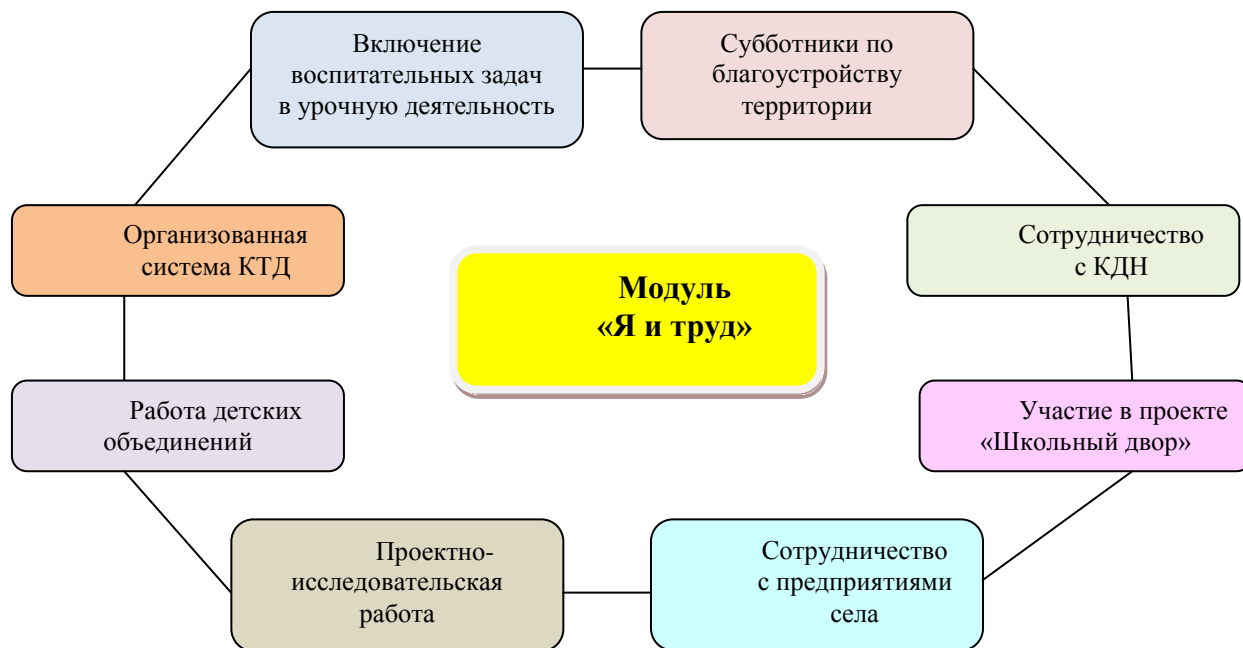 Включение
воспитательных задач
в урочную деятельность
Субботники по
благоустройству
территории
Организованная
система КТД
Модуль
«Я и труд»
Сотрудничество
с КДН
Работа детских
объединений
Участие в проекте
«Школьный двор»
Проектно-
исследовательская
работа
Сотрудничество
с предприятиями
села